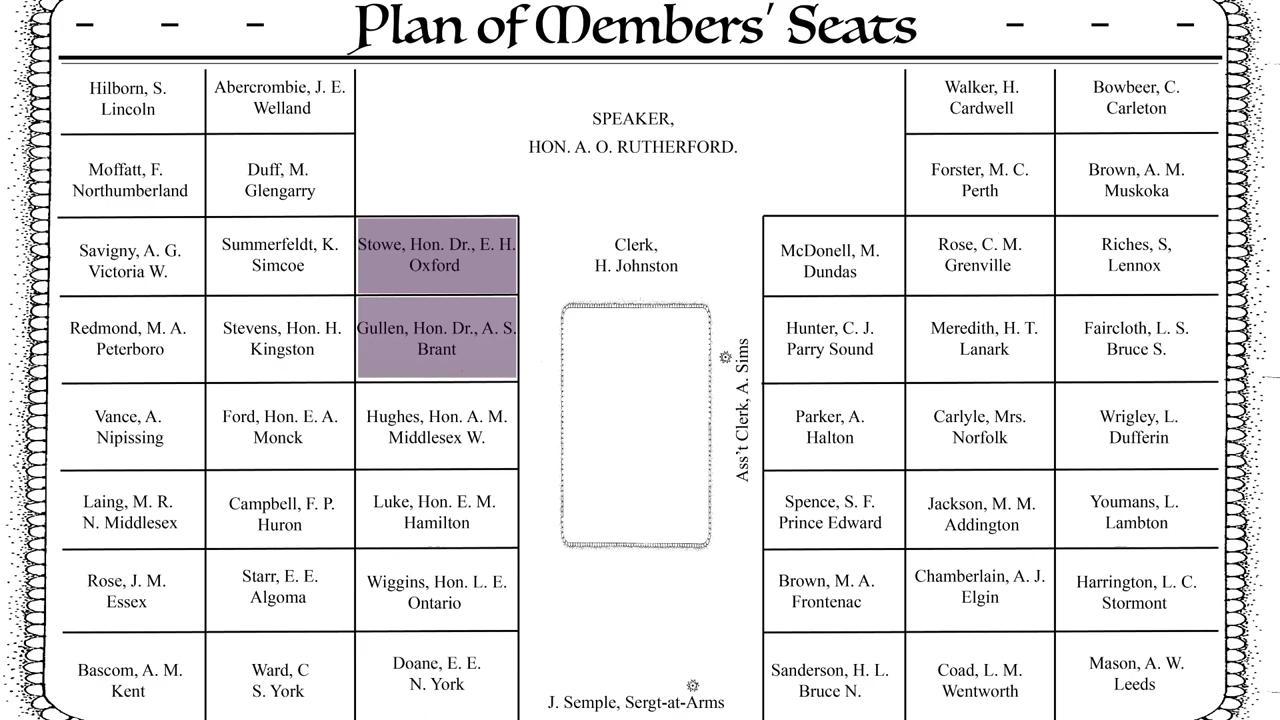 Plan of Members' Seats
Hilborn, S.
Lincoln
Abercrombie, J. E.
Welland
SPEAKER,
HON. A. O. RUTHERFORD.
Walker, H.
Cardwell
Bowbeer, C.
Carleton
Moffatt, F.
Northumberland
Duff, M.
Glengarry
Forster, M. C.
Perth
Brown, A. M.
Muskoka
Savigny, A. G.
Victoria W.
Summerfeldt, K.
Simcoe
Stowe, Hon. Dr., E. H.
Oxford
Clerk,
H. Johnston
McDonell, M.
Dundas
Rose, C. M.
Grenville
Riches, S,
Lennox
Redmond, M. A.
Peterboro
Stevens, Hon. H.
Kingston
Gullen, Hon. Dr., A. S.
Brant
Ass't Clerk, A. Sims
Hunter, C. J.
Parry Sound
Meredith, H. T.
Lanark
Faircloth, L. S.
Bruce S.
Vance, A.
Nipissing
Ford, Hon. E. A.
Monck
Hughes, Hon. A. M.
Middlesex W.
Parker, A.
Halton
Carlyle, Mrs.
Norfolk
Wrigley, L.
Dufferin
Laing, M. R.
N. Middlesex
Campbell, F. P.
Huron
Luke, Hon. E. M.
Hamilton
Spence, S. F.
Prince Edward
Jackson, M. M.
Addington
Youmans, L.
Lambton
Rose, J. M.
Essex
Starr, E. E.
Algoma
Wiggins, Hon. L. E.
Ontario
Brown, M. A.
Frontenac
Chamberlain, A. J.
Elgin
Harrington, L. C.
Stormont
Bascom, A. M.
Kent
Ward, C
S. York
Doane, E. E.
N. York
J. Semple, Sergt-at-Arms
Sanderson, H. L.
Bruce N.
Coad, L. M.
Wentworth
Mason, A. W.
Leeds